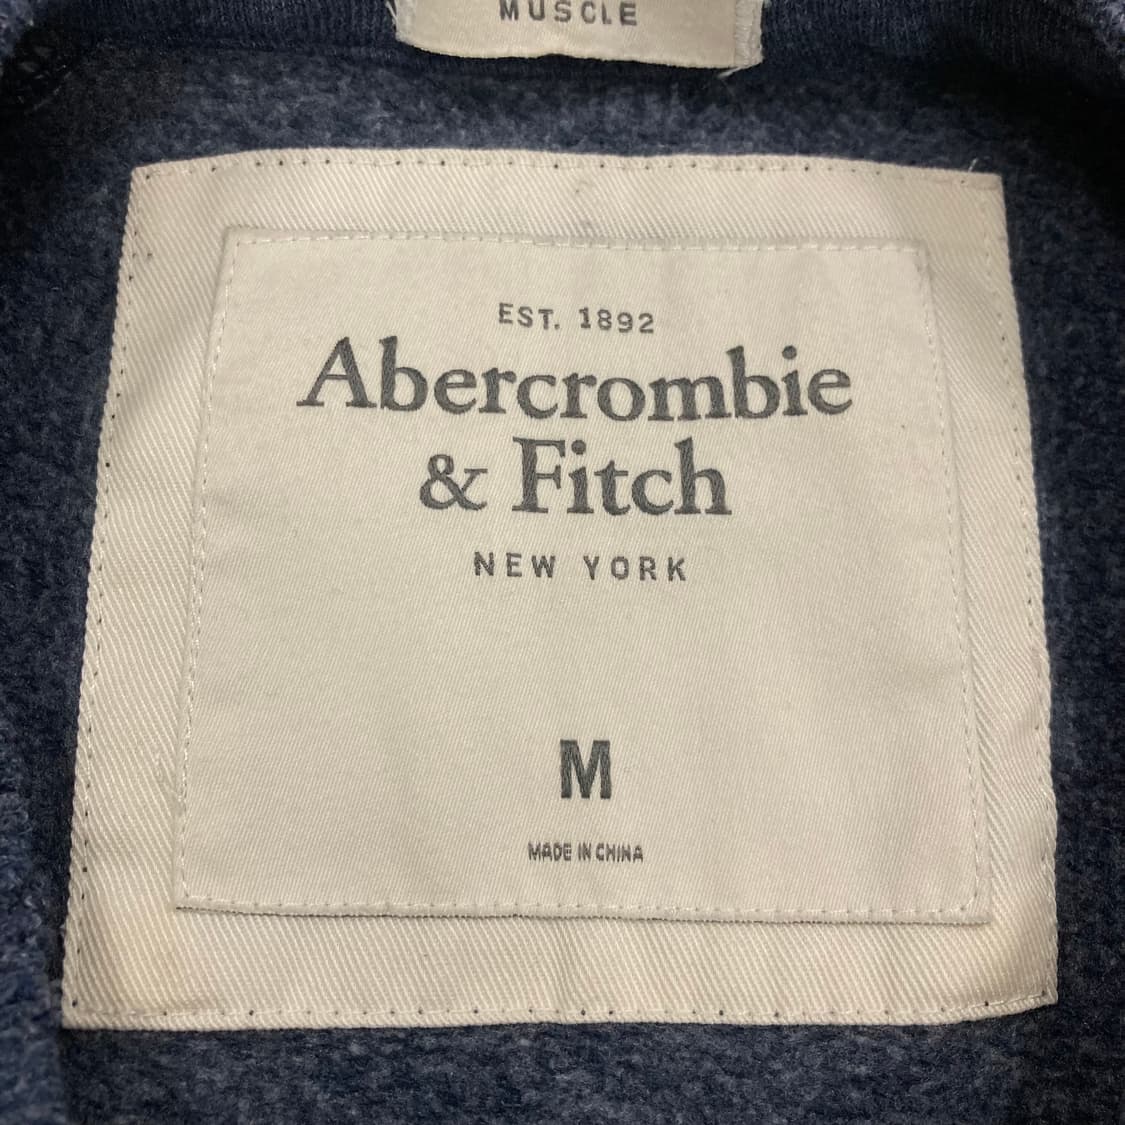 MUSCLE
EST. 1892
Abercrombie
& Fitch
NEW YORK
M
MADE IN CHINA